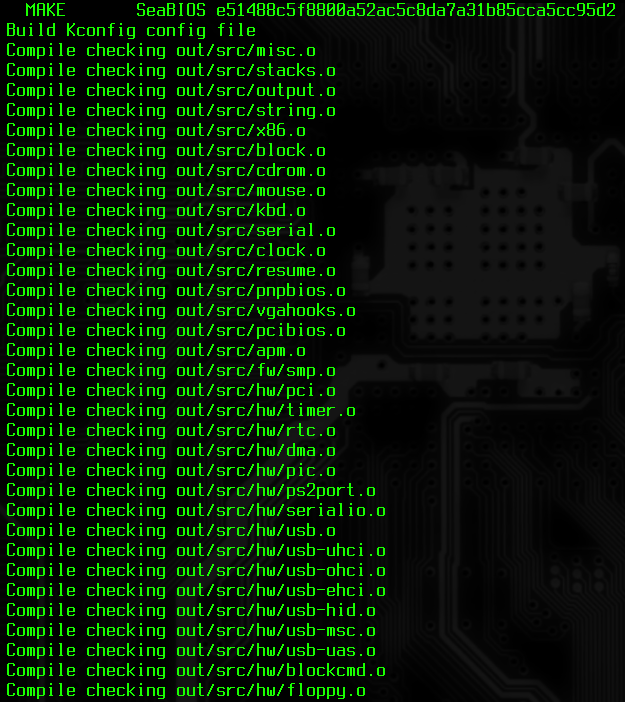 MAKE SeaBIOS e51488c5f8800a52ac5c8da7a31b85cca5cc95d2
Build Kconfig config file
Compile checking out/src/misc.o
Compile checking out/src/stacks.o
Compile checking out/src/output.o
Compile checking out/src/string.o
Compile checking out/src/x86.o
Compile checking out/src/block.o
Compile checking out/src/cdrom.o
Compile checking out/src/mouse.o
Compile checking out/src/kbd.o
Compile checking out/src/serial.o
Compile checking out/src/clock.o
Compile checking out/src/resume.o
Compile checking out/src/pnpbios.o
Compile checking out/src/vgahooks.o
Compile checking out/src/pcibios.o
Compile checking out/src/apm.o
Compile checking out/src/fw/smp.o
Compile checking out/src/hw/pci.o
Compile checking out/src/hw/timer.o
Compile checking out/src/hw/rtc.o
Compile checking out/src/hw/dma.o
Compile checking out/src/hw/pic.o
Compile checking out/src/hw/ps2port.o
Compile checking out/src/hw/serialio.o
Compile checking out/src/hw/usb.o
Compile checking out/src/hw/usb-uhci.o
Compile checking out/src/hw/usb-ohci.o
Compile checking out/src/hw/usb-ehci.o
Compile checking out/src/hw/usb-hid.o
Compile checking out/src/hw/usb-msc.o
Compile checking out/src/hw/usb-uas.o
Compile checking out/src/hw/blockcmd.o
Compile checking out/src/hw/floppy.o